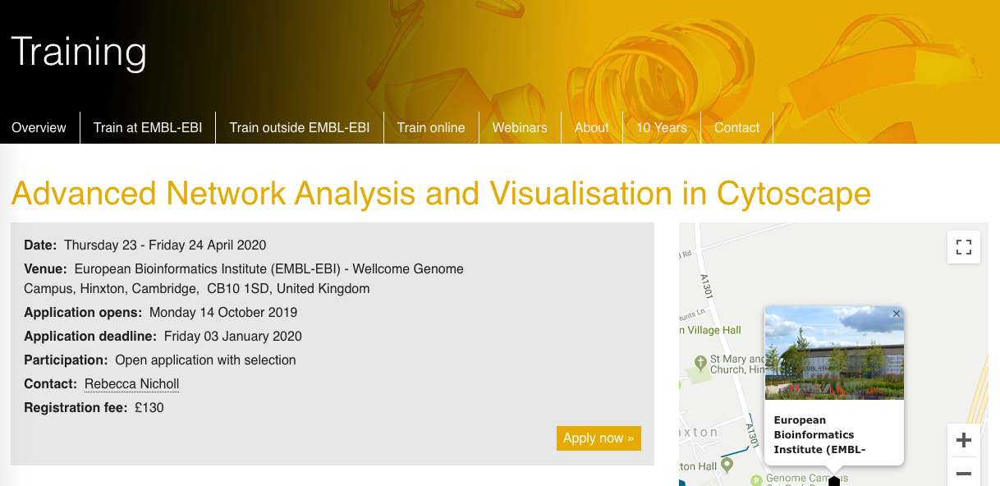 Training
Overview
Train at EMBL-EBI
Train outside EMBL-EBI
Train online
Webinars
About
10 Years
Contact
Advanced Network Analysis and Visualisation in Cytoscape
Date: Thursday 23 - Friday 24 April 2020
Venue: European Bioinformatics Institute (EMBL-EBI) - Wellcome Genome
Campus, Hinxton, Cambridge, CB10 1SD, United Kingdom
Application opens: Monday 14 October 2019
Application deadline: Friday 03 January 2020
Participation: Open application with selection
Contact: Rebecca Nicholl
Registration fee: £130
Apply now »
Rd
A1301
Hunts Ln
n Village Hall
St Mary and
Church, Hin
EMBL-EBI
European
Bioinformatics
Institute (EMBL-
xton
A1301
ton Hall
P
Genome Campus